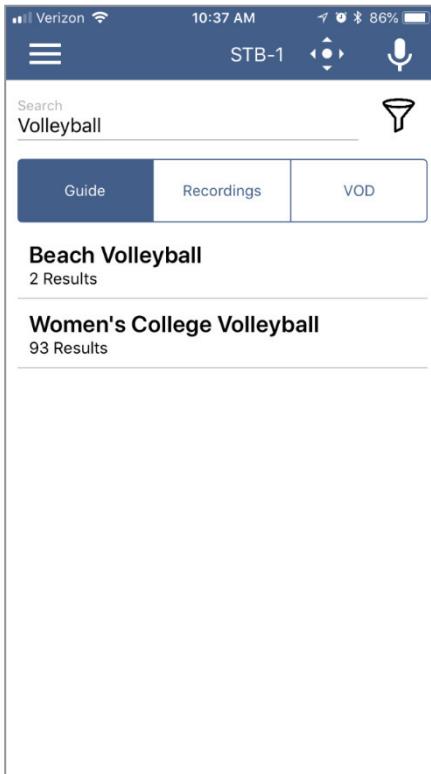 Verizon 10:37 AM 86%
STB-1
Search
Volleyball
Guide Recordings VOD
Beach Volleyball
2 Results
Women's College Volleyball
93 Results